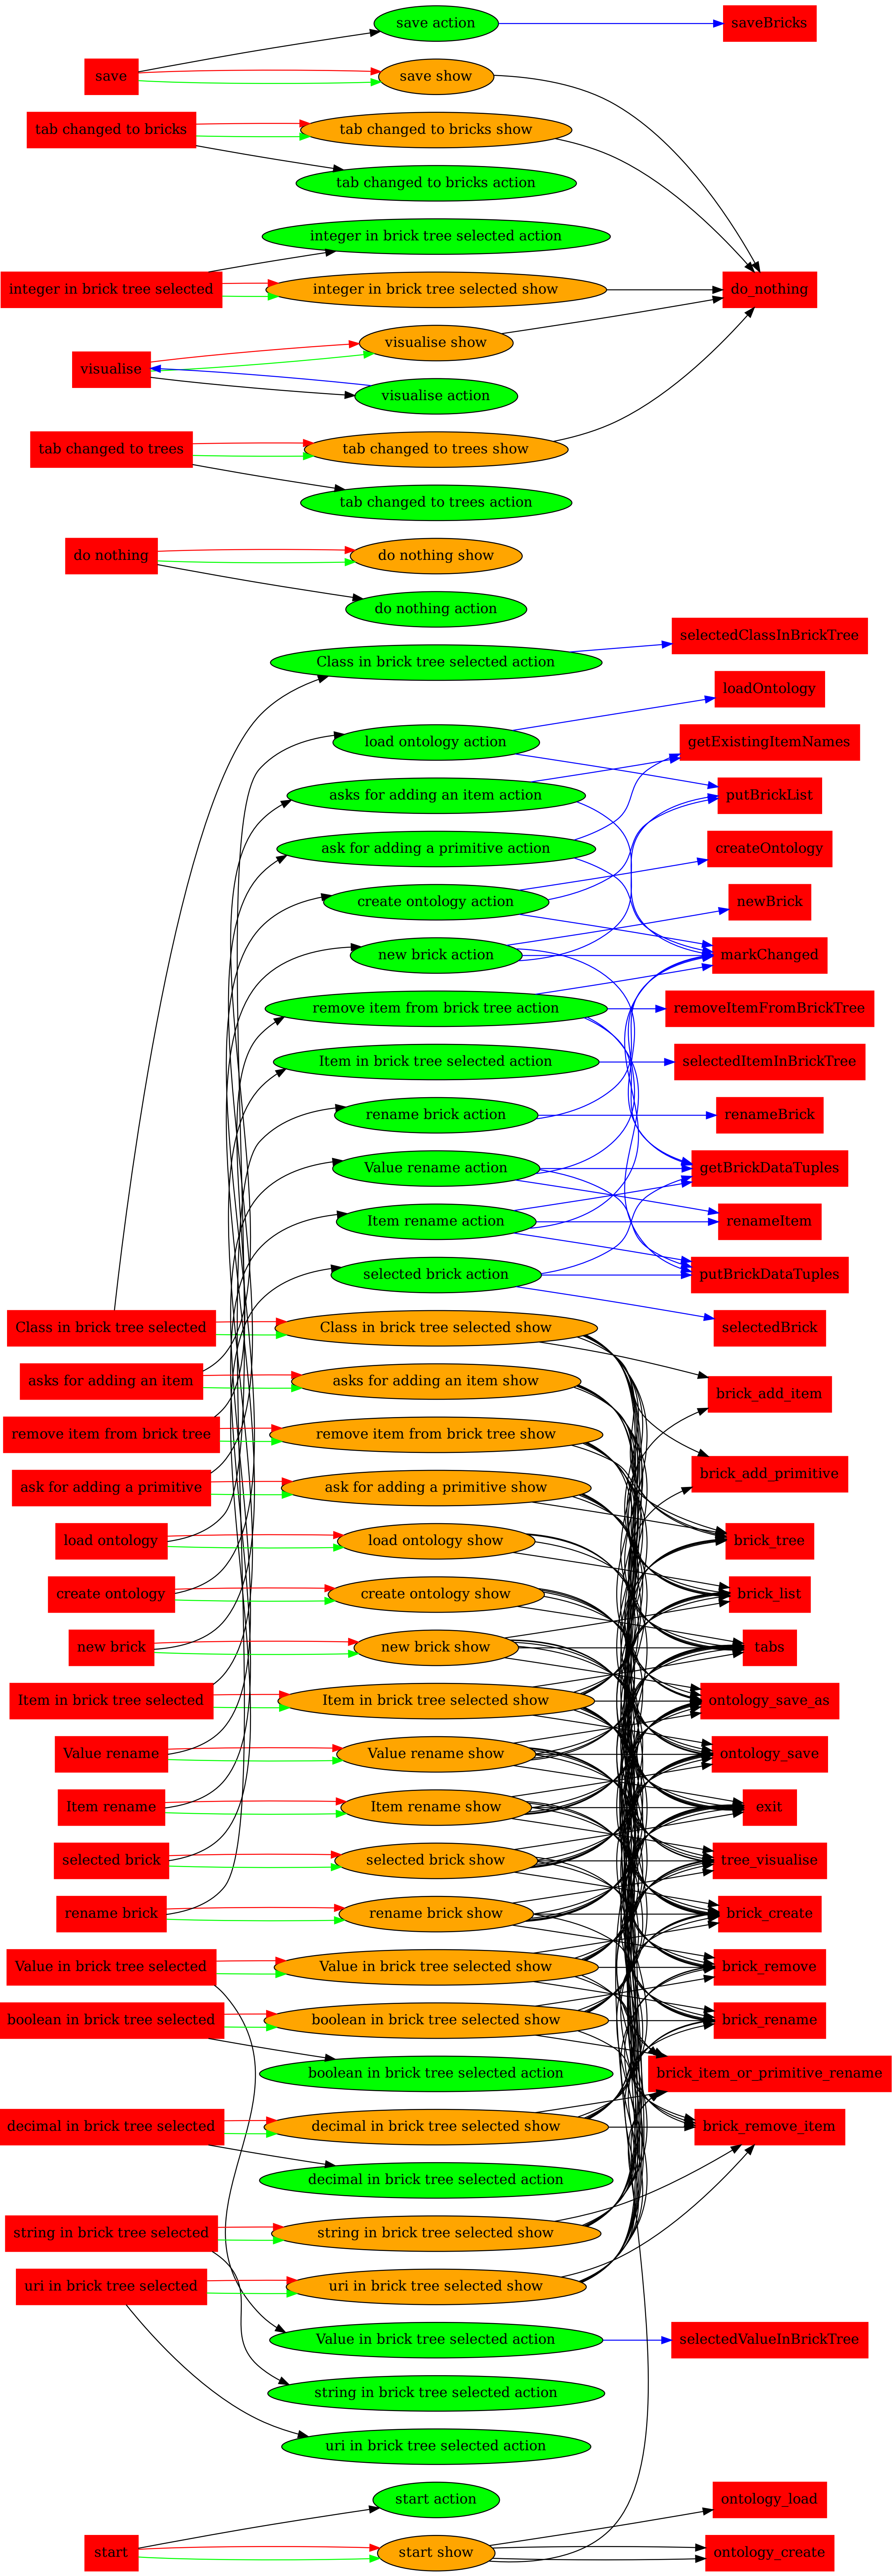 save action
saveBricks
save
save show
tab changed to bricks
tab changed to bricks show
tab changed to bricks action
integer in brick tree selected action
integer in brick tree selected
integer in brick tree selected show
do_nothing
visualise show
visualise
visualise action
tab changed to trees
tab changed to trees show
tab changed to trees action
do nothing
do nothing show
do nothing action
selectedClassInBrickTree
Class in brick tree selected action
loadOntology
load ontology action
getExistingItemNames
asks for adding an item action
putBrickList
ask for adding a primitive action
createOntology
create ontology action
newBrick
new brick action
markChanged
remove item from brick tree action
removeItemFromBrickTree
Item in brick tree selected action
selectedItemInBrickTree
rename brick action
renameBrick
Value rename action
getBrickDataTuples
Item rename action
renameItem
selected brick action
putBrickDataTuples
Class in brick tree selected
Class in brick tree selected show
selectedBrick
asks for adding an item
asks for adding an item show
brick_add_item
remove item from brick tree
remove item from brick tree show
brick_add_primitive
ask for adding a primitive
ask for adding a primitive show
load ontology
load ontology show
brick_tree
create ontology
create ontology show
brick_list
new brick
new brick show
tabs
Item in brick tree selected
Item in brick tree selected show
ontology_save_as
Value rename
Value rename show
ontology_save
Item rename
Item rename show
exit
selected brick
selected brick show
tree_visualise
rename brick
rename brick show
brick_create
Value in brick tree selected
Value in brick tree selected show
brick_remove
boolean in brick tree selected
boolean in brick tree selected show
brick_rename
boolean in brick tree selected action
brick_item_or_primitive_rename
decimal in brick tree selected
decimal in brick tree selected show
brick_remove_item
decimal in brick tree selected action
string in brick tree selected
string in brick tree selected show
uri in brick tree selected
uri in brick tree selected show
Value in brick tree selected action
selectedValueInBrickTree
string in brick tree selected action
uri in brick tree selected action
start action
ontology_load
start
start show
ontology_create